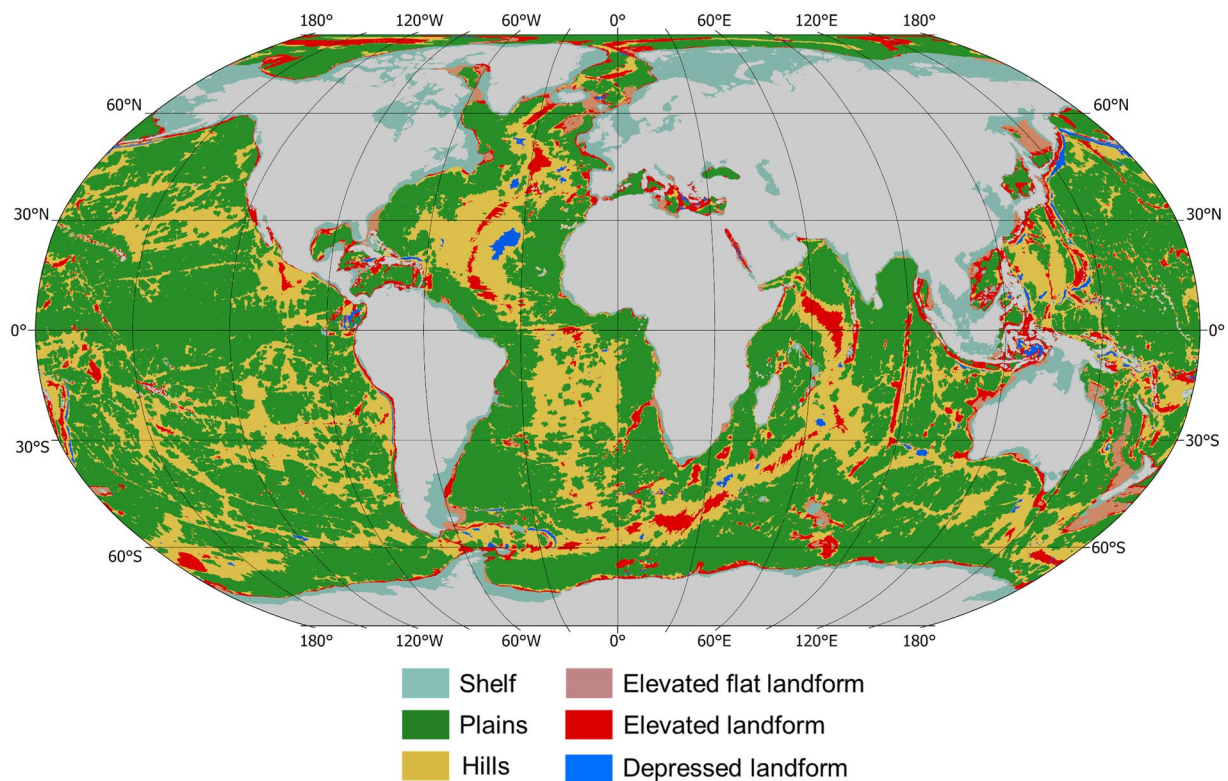 180° 120°W 60°W 0° 60°E 120°E 180°
60°N 60°N
30°N 30°N
0° 0°
30°S 30°S
60°S 60°S
180° 120°W 60°W 0° 60°E 120°E 180°
Shelf Elevated flat landform
Plains Elevated landform
Hills Depressed landform